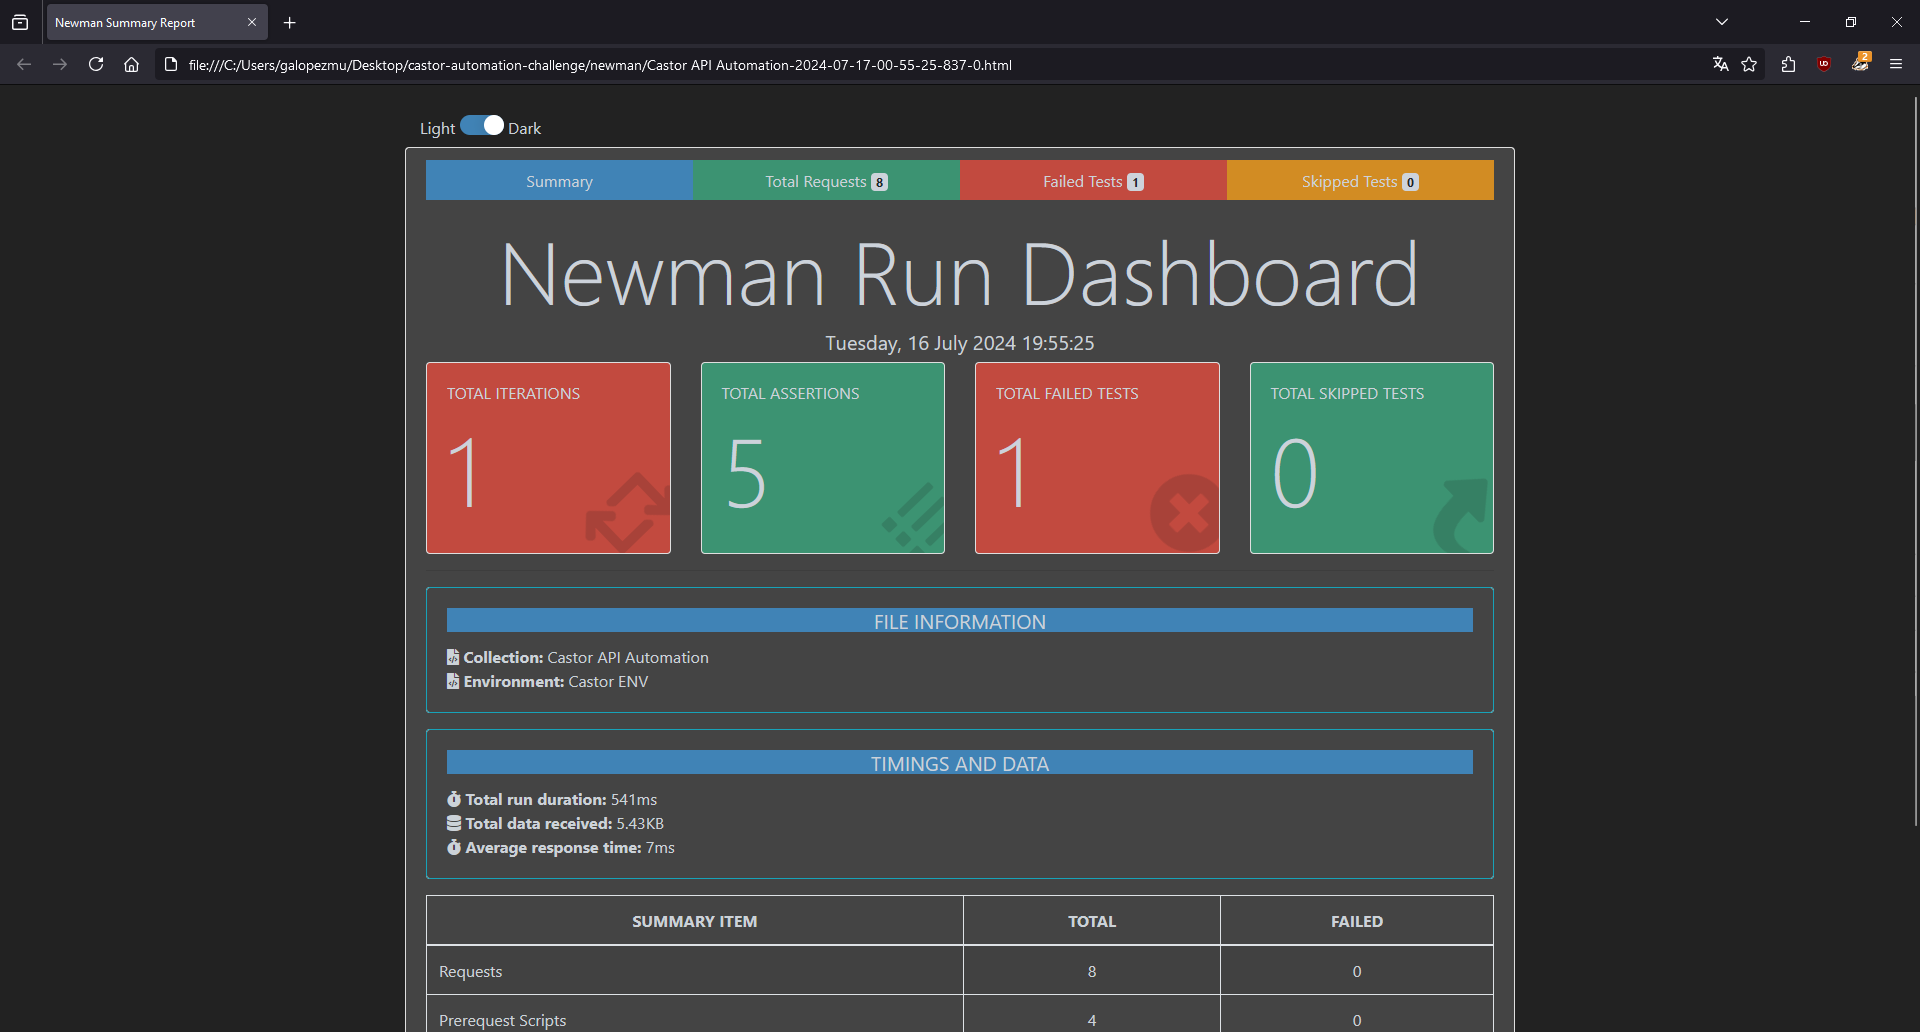 Newman Summary Report
file:///C:/Users/galopezmu/Desktop/castor-automation-challenge/newman/Castor API Automation-2024-07-17-00-55-25-837-0.html
2
Light Dark
Summary Total Requests 8 Failed Tests 1 Skipped Tests 0
Newman Run Dashboard
Tuesday, 16 July 2024 19:55:25
TOTAL ITERATIONS TOTAL ASSERTIONS TOTAL FAILED TESTS TOTAL SKIPPED TESTS
1 5 1 0
FILE INFORMATION
Collection: Castor API Automation
Environment: Castor ENV
TIMINGS AND DATA
Total run duration: 541ms
Total data received: 5.43KB
Average response time: 7ms
SUMMARY ITEM TOTAL FAILED
Requests 8 0
Prerequest Scripts 4 0